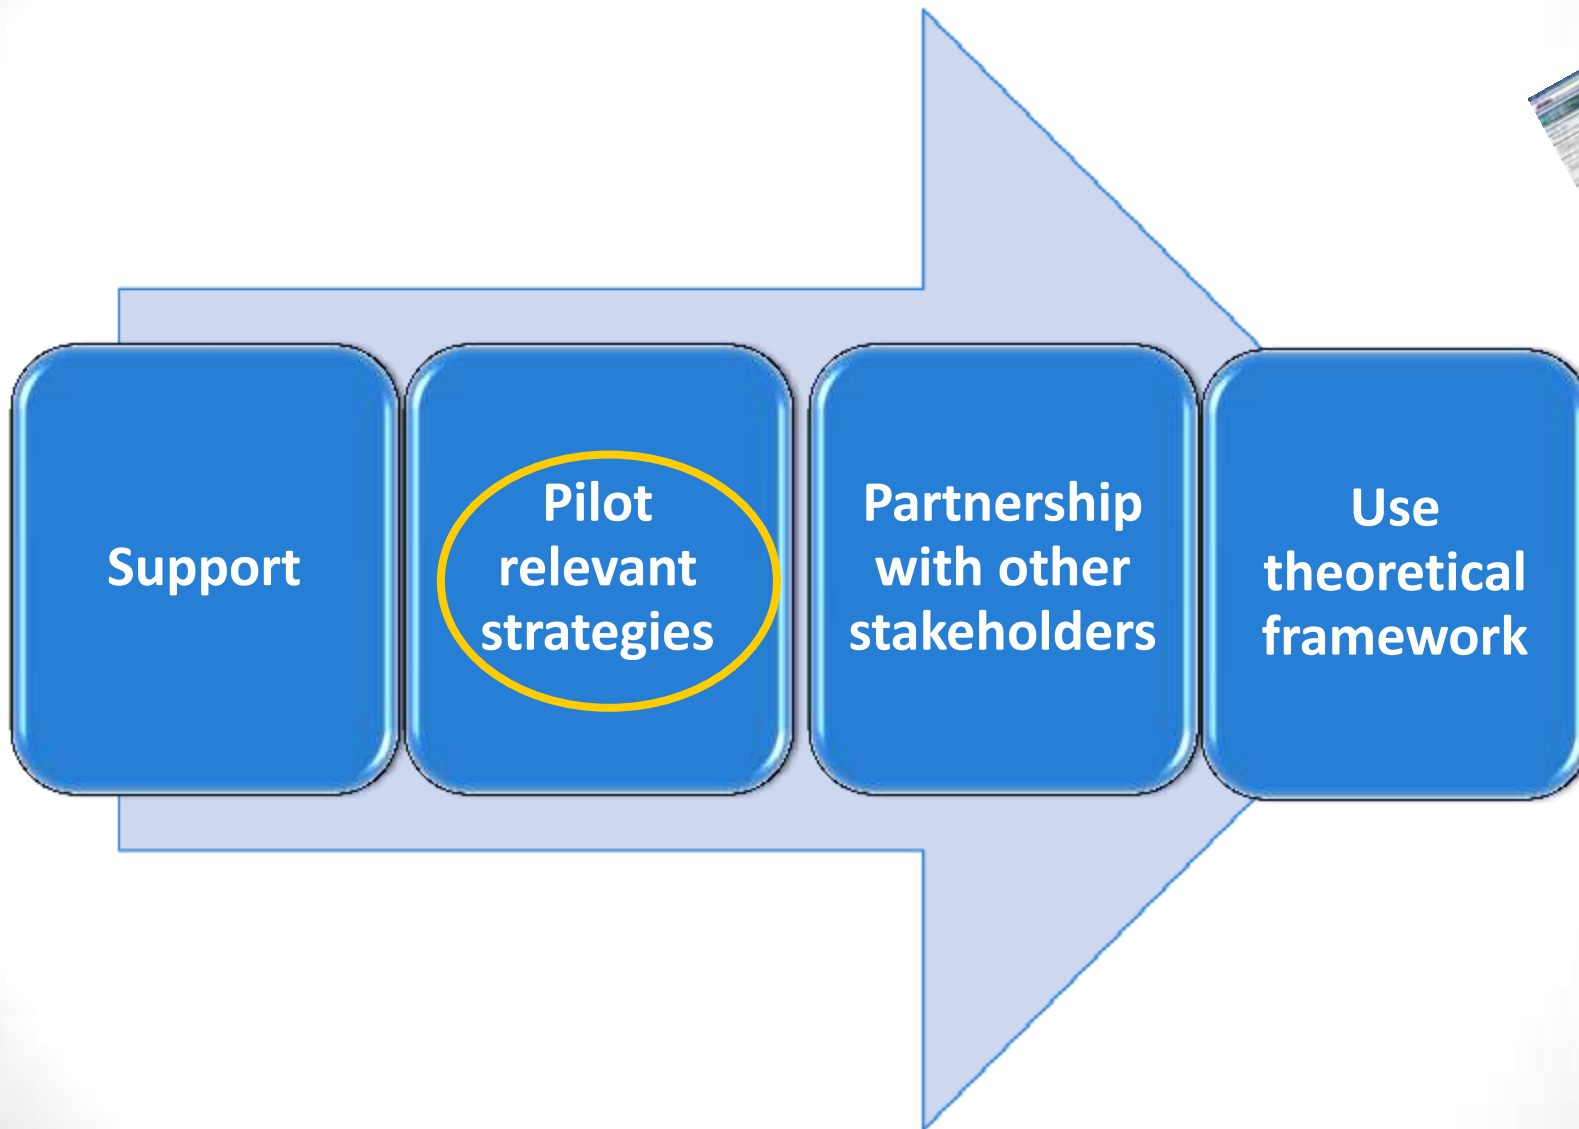 Support
Pilot
relevant
strategies
Partnership
with other
stakeholders
Use
theoretical
framework